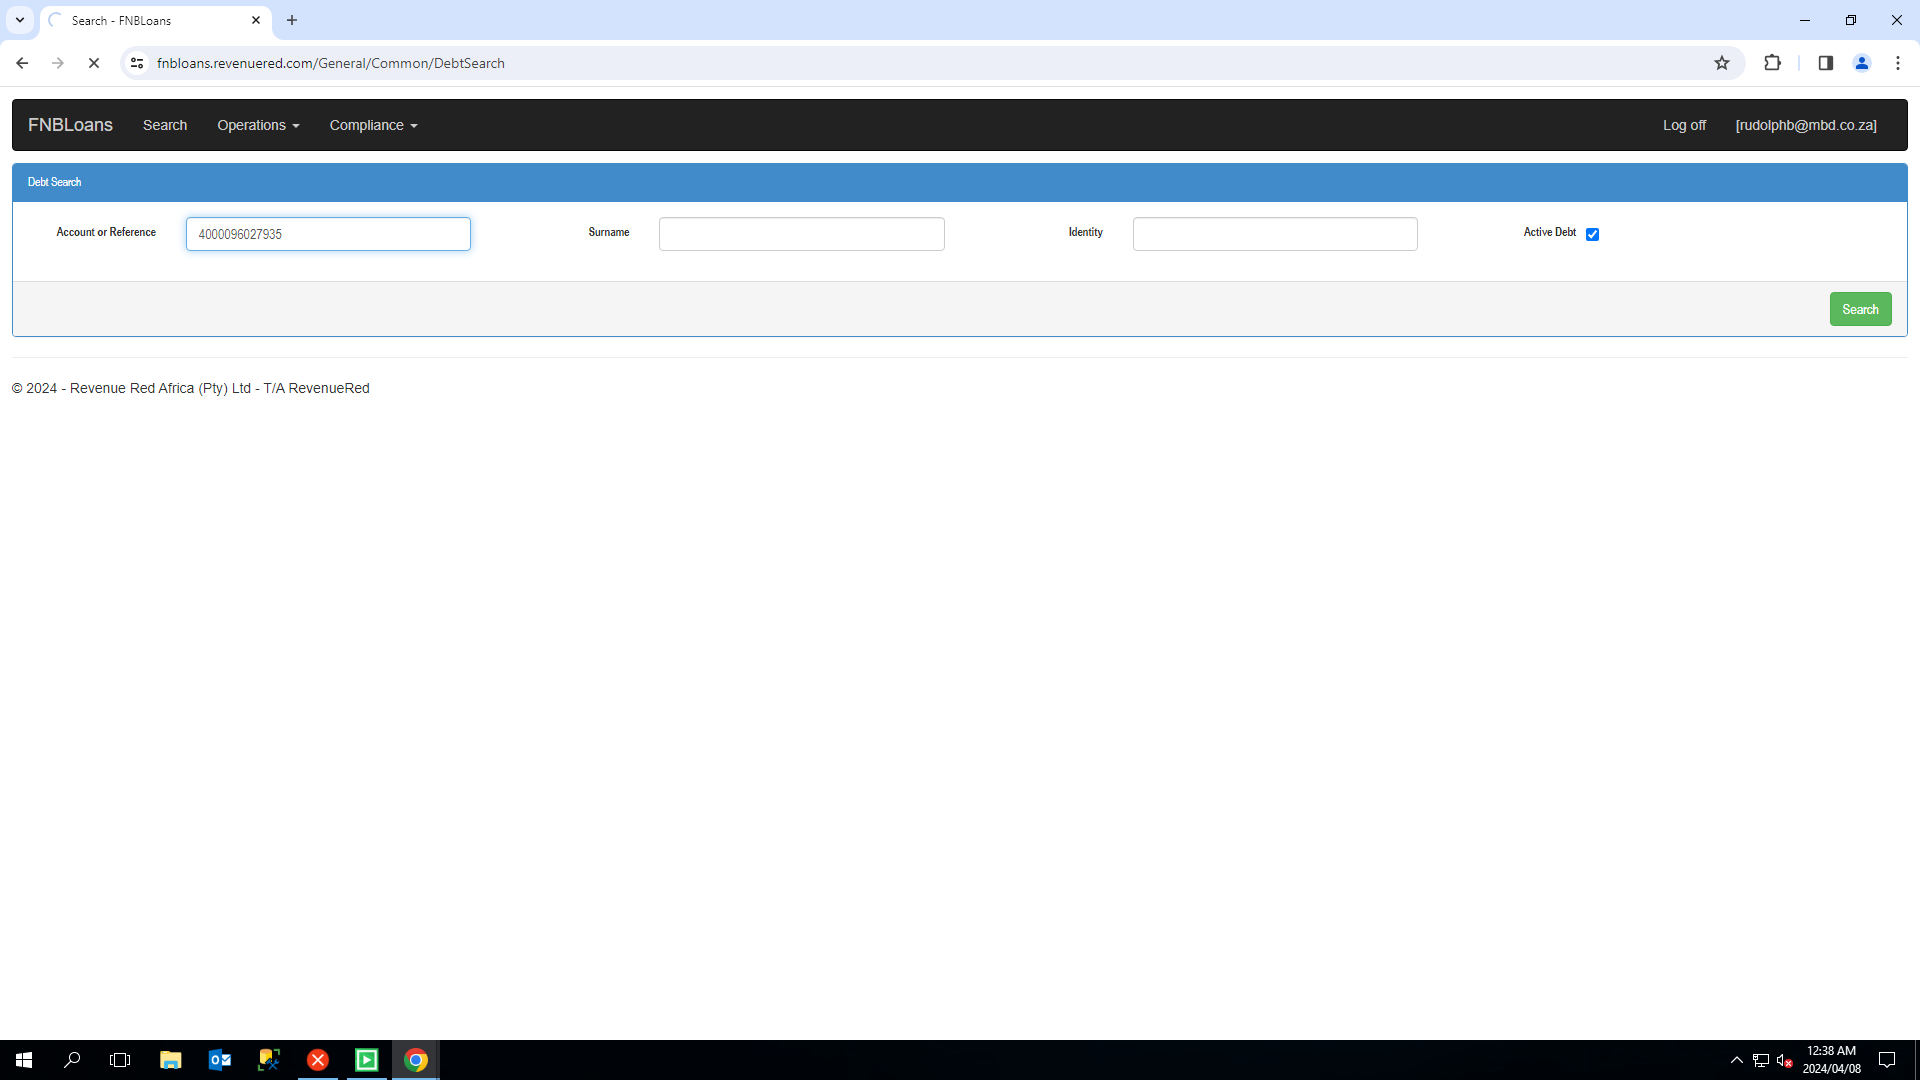 Search - FNBLoans
fnbloans.revenuered.com/General/Common/DebtSearch
FNBLoans Search Operations Compliance Log off [rudolphb@mbd.co.za]
Debt Search
Account or Reference 4000096027935 Surname Identity Active Debt
Search
© 2024 - Revenue Red Africa (Pty) Ltd - T/A RevenueRed
12:38 AM
2024/04/08